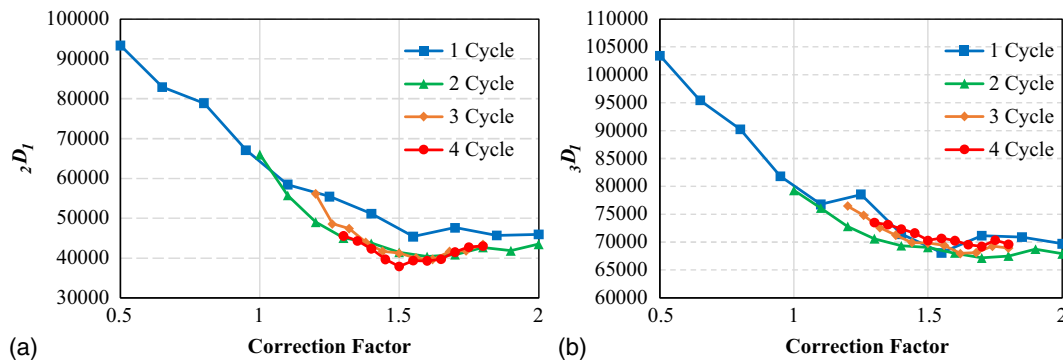 100000
90000
80000
70000
60000
50000
40000
30000
₂D₁
0.5
1
1.5
2
Correction Factor
1 Cycle
2 Cycle
3 Cycle
4 Cycle
(a)
110000
105000
100000
95000
90000
85000
80000
75000
70000
65000
60000
₃D₁
0.5
1
1.5
2
Correction Factor
1 Cycle
2 Cycle
3 Cycle
4 Cycle
(b)